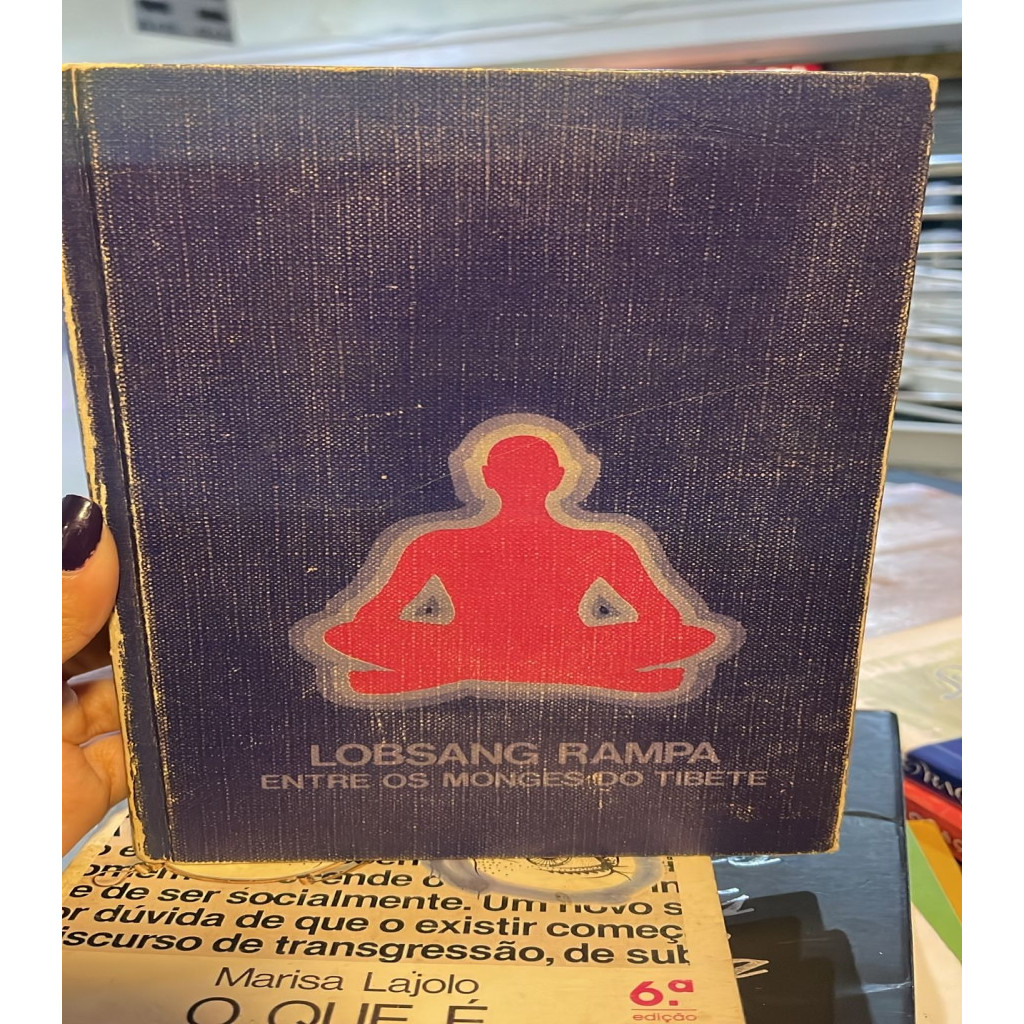 LOBSANG RAMPA
ENTRE OS MONGES DO TIBETE
e de ser socialmente. Um novo s
or dúvida de que o existir começ
iscurso de transgressão, de sub
Marisa Lajolo
O QUE É
6.ª
edição